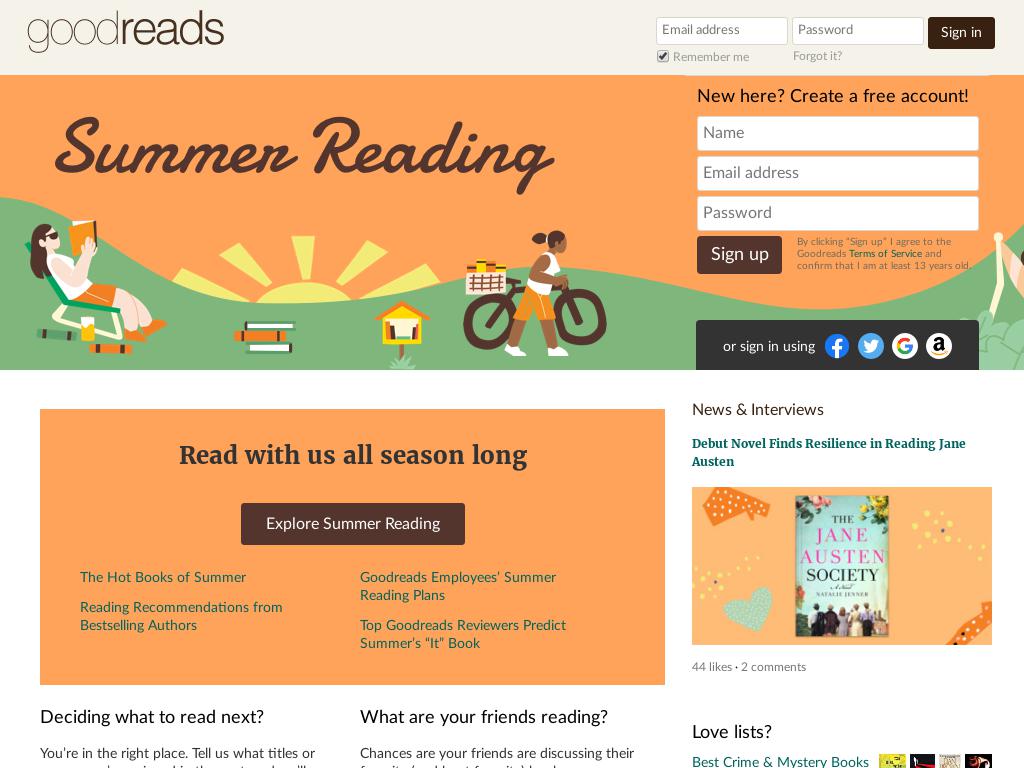 goodreads
Email address
Password
Sign in
Remember me
Forgot it?
New here? Create a free account!
Name
Email address
Password
Sign up
By clicking “Sign up” I agree to the
Goodreads Terms of Service and
confirm that I am at least 13 years old.
or sign in using
Summer Reading
Read with us all season long
Explore Summer Reading
The Hot Books of Summer
Reading Recommendations from
Bestselling Authors
Goodreads Employees’ Summer
Reading Plans
Top Goodreads Reviewers Predict
Summer’s “It” Book
News & Interviews
Debut Novel Finds Resilience in Reading Jane
Austen
THE
JANE
AUSTEN
SOCIETY
A Novel
NATALIE JENNER
44 likes · 2 comments
Deciding what to read next?
You’re in the right place. Tell us what titles or
What are your friends reading?
Chances are your friends are discussing their
Love lists?
Best Crime & Mystery Books